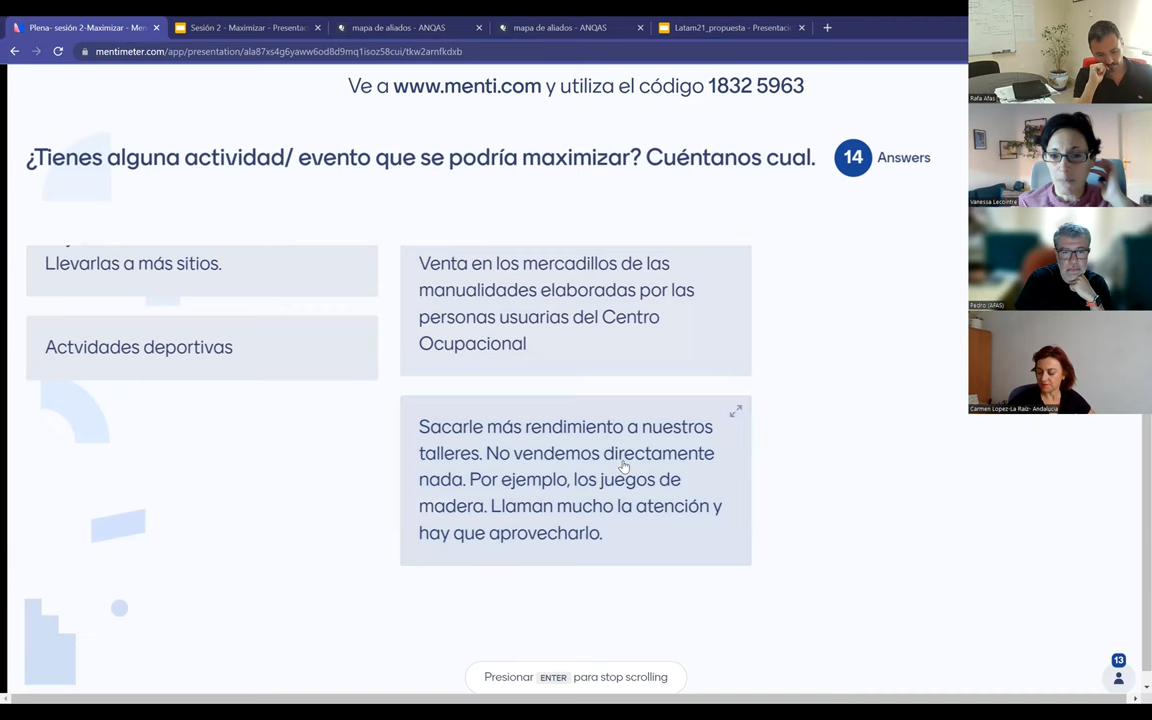 Plena- sesión 2-Maximizar - Men
Sesión 2 - Maximizar - Presentac
mapa de aliados - ANQAS
mapa de aliados - ANQAS
Latam21_propuesta - Presentació
mentimeter.com/app/presentation/ala87xs4g6yaww6od8d9mq1isoz58cui/tkw2arnfkdxb
Ve a www.menti.com y utiliza el código 1832 5963
¿Tienes alguna actividad/ evento que se podría maximizar? Cuéntanos cual.
14 Answers
Llevarlas a más sitios.
Actvidades deportivas
Venta en los mercadillos de las
manualidades elaboradas por las
personas usuarias del Centro
Ocupacional
Sacarle más rendimiento a nuestros
talleres. No vendemos directamente
nada. Por ejemplo, los juegos de
madera. Llaman mucho la atención y
hay que aprovecharlo.
Presionar ENTER para stop scrolling
13
Rafa Afas
Vanessa Lecointre
Pedro (AFAS)
Carmen Lopez-La Raíz- Andalucia